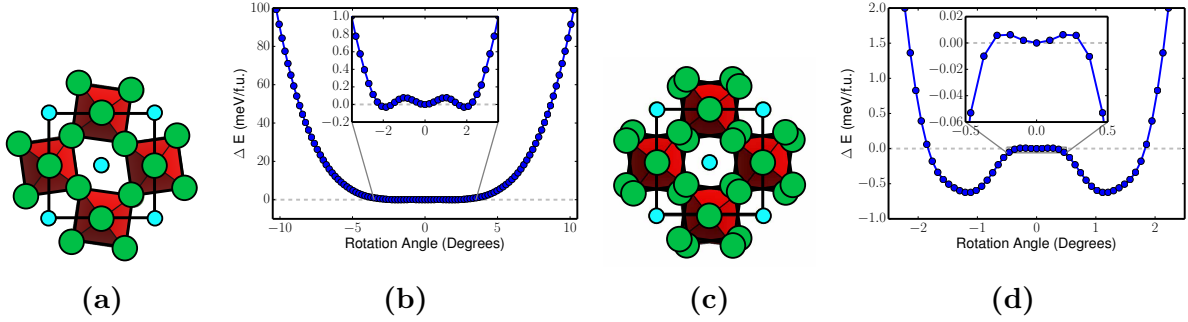 100
80
60
40
20
0
Δ E (meV/f.u.)
1.0
0.8
0.6
0.4
0.2
0.0
−0.2
−2 0 2
−10 −5 0 5 10
Rotation Angle (Degrees)
2.0
1.5
1.0
0.5
0.0
−0.5
−1.0
Δ E (meV/f.u.)
0.02
0.00
−0.02
−0.04
−0.06
−0.5 0.0 0.5
−2 −1 0 1 2
Rotation Angle (Degrees)
(a) (b) (c) (d)